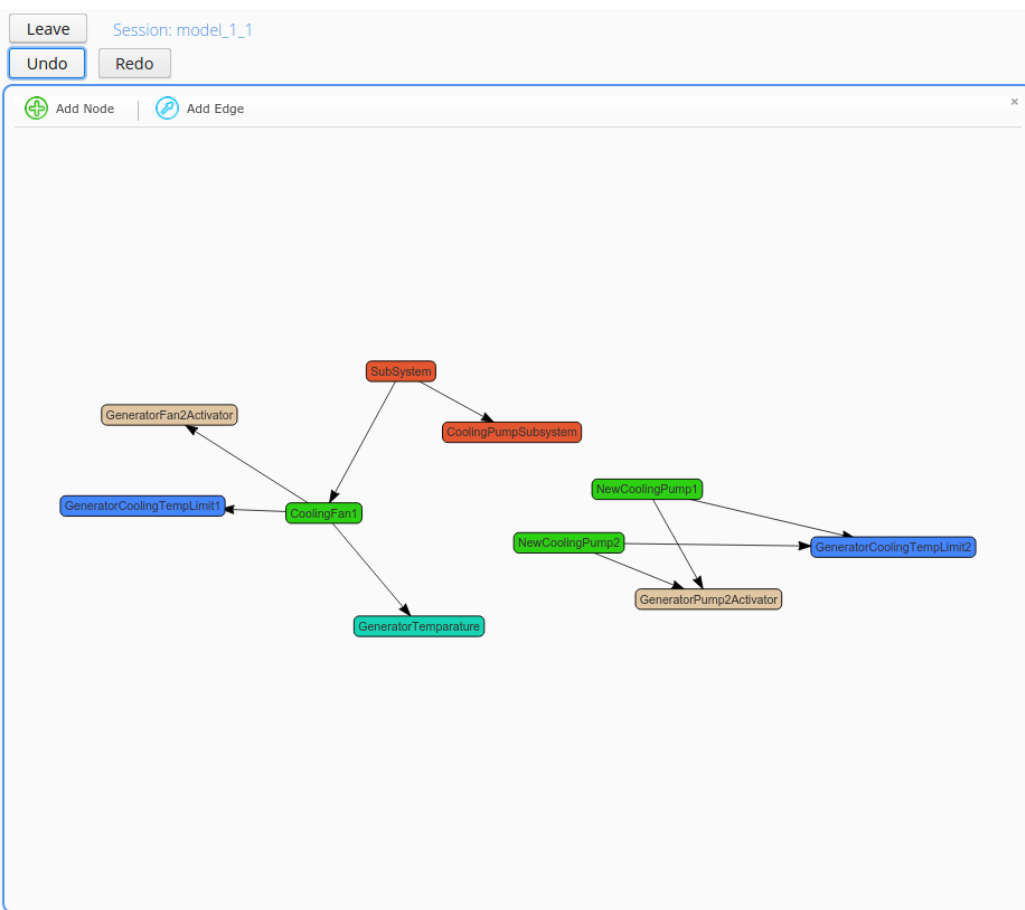 Leave Session: model_1_1
Undo Redo
Add Node Add Edge ×
SubSystem
GeneratorFan2Activator
CoolingPumpSubsystem
NewCoolingPump1
GeneratorCoolingTempLimit1
CoolingFan1
NewCoolingPump2
GeneratorCoolingTempLimit2
GeneratorPump2Activator
GeneratorTemparature